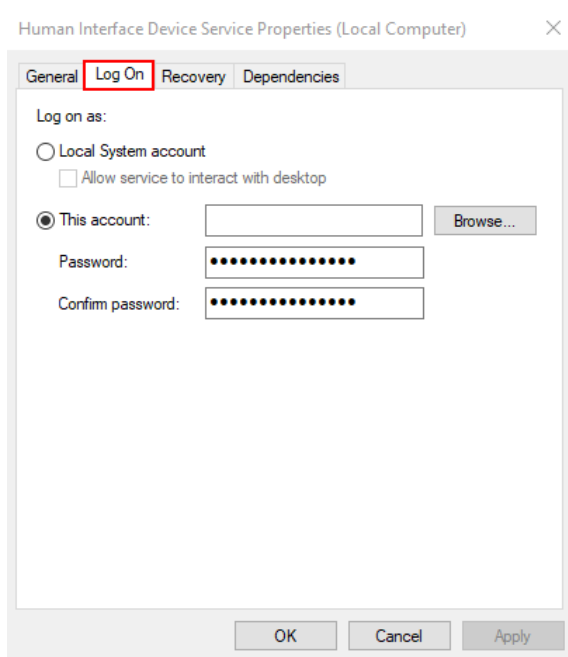 Human Interface Device Service Properties (Local Computer)
General Log On Recovery Dependencies
Log on as:
Local System account
Allow service to interact with desktop
This account:
Browse...
Password: •••••••••••••••
Confirm password: •••••••••••••••
OK Cancel Apply